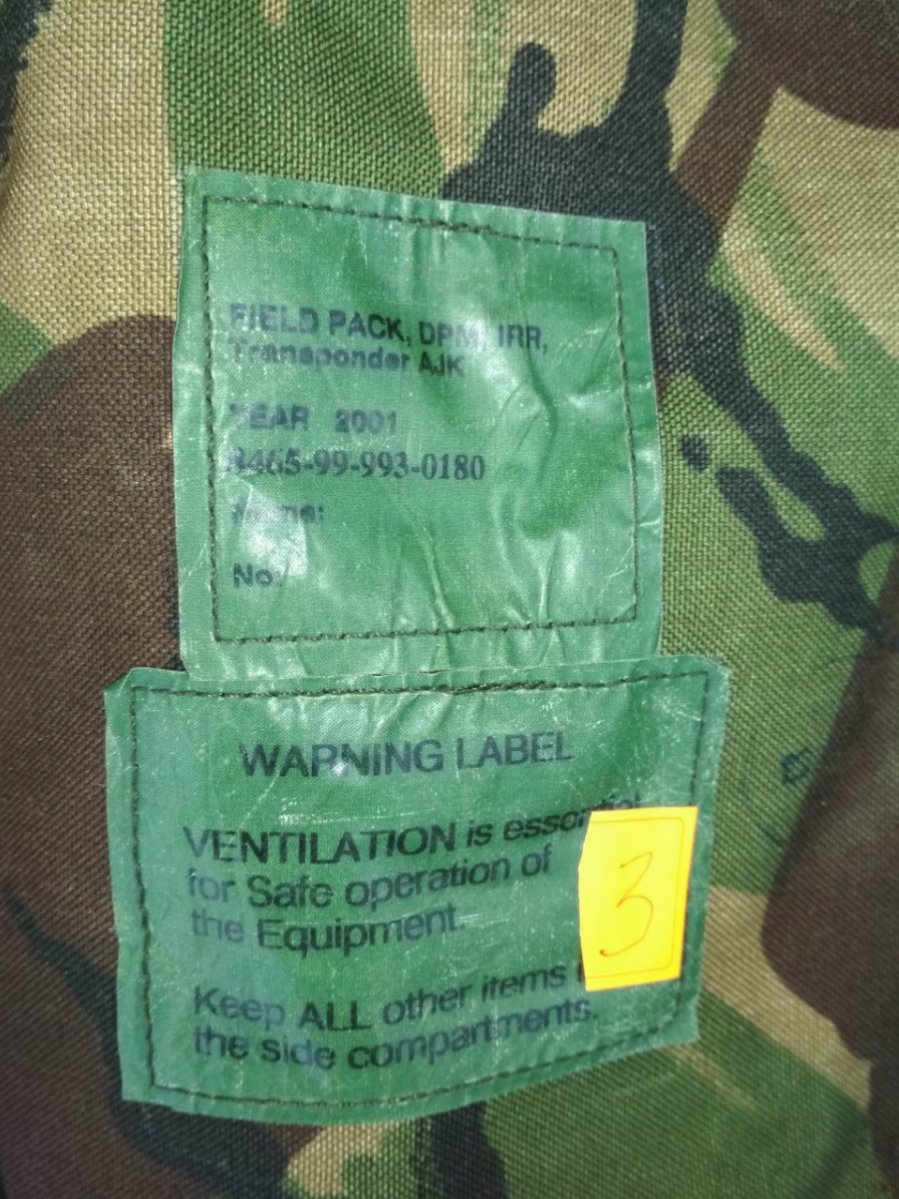 FIELD PACK, DPM, IRR,
Transponder AJK
YEAR 2001
8465-99-993-0180
Name:
No:
WARNING LABEL
VENTILATION is essential
for Safe operation of
the Equipment.
Keep ALL other items
the side compartments.
3